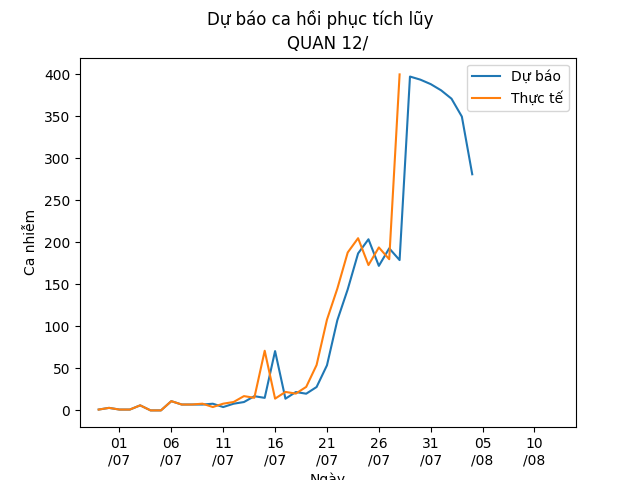 Dự báo ca hồi phục tích lũy
QUAN 12/
Dự báo
Thực tế
Ca nhiễm
400
350
300
250
200
150
100
50
0
01 06 11 16 21 26 31 05 10
/07 /07 /07 /07 /07 /07 /07 /08 /08
Ngày